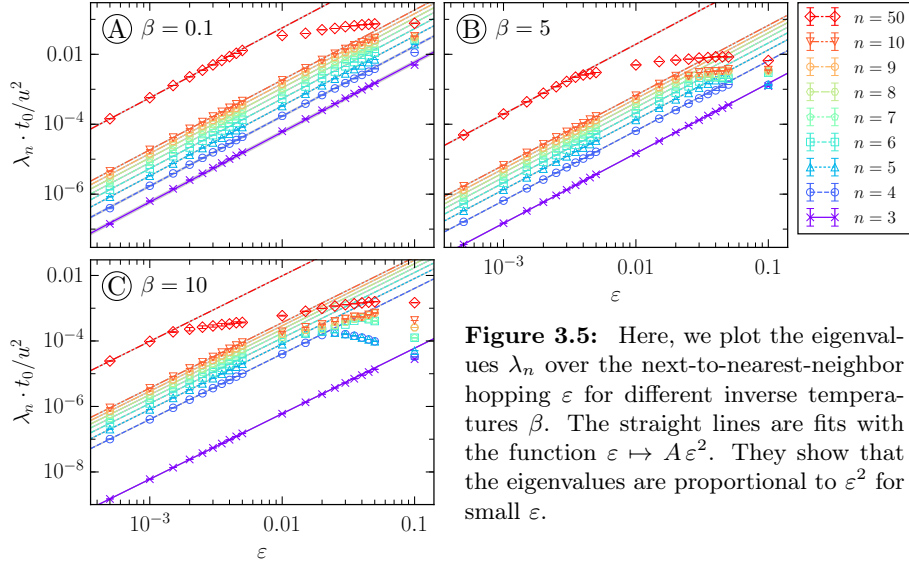 A β = 0.1
B β = 5
n = 50
n = 10
n = 9
n = 8
n = 7
n = 6
n = 5
n = 4
n = 3
λₙ · t₀/u²
0.01
10⁻⁴
10⁻⁶
10⁻³ 0.01 0.1
ε
C β = 10
λₙ · t₀/u²
0.01
10⁻⁴
10⁻⁶
10⁻⁸
10⁻³ 0.01 0.1
ε
Figure 3.5: Here, we plot the eigenval-
ues λₙ over the next-to-nearest-neighbor
hopping ε for different inverse tempera-
tures β. The straight lines are fits with
the function ε ↦ A ε². They show that
the eigenvalues are proportional to ε² for
small ε.